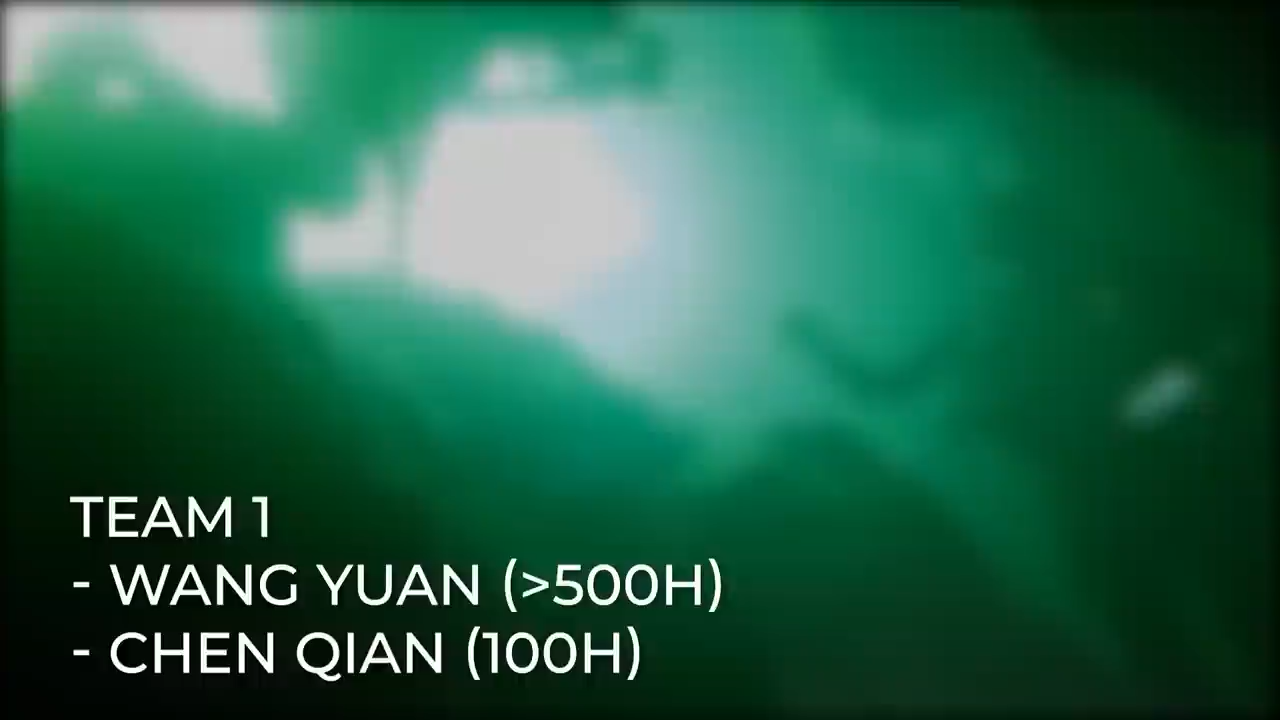 TEAM 1
- WANG YUAN (>500H)
- CHEN QIAN (100H)